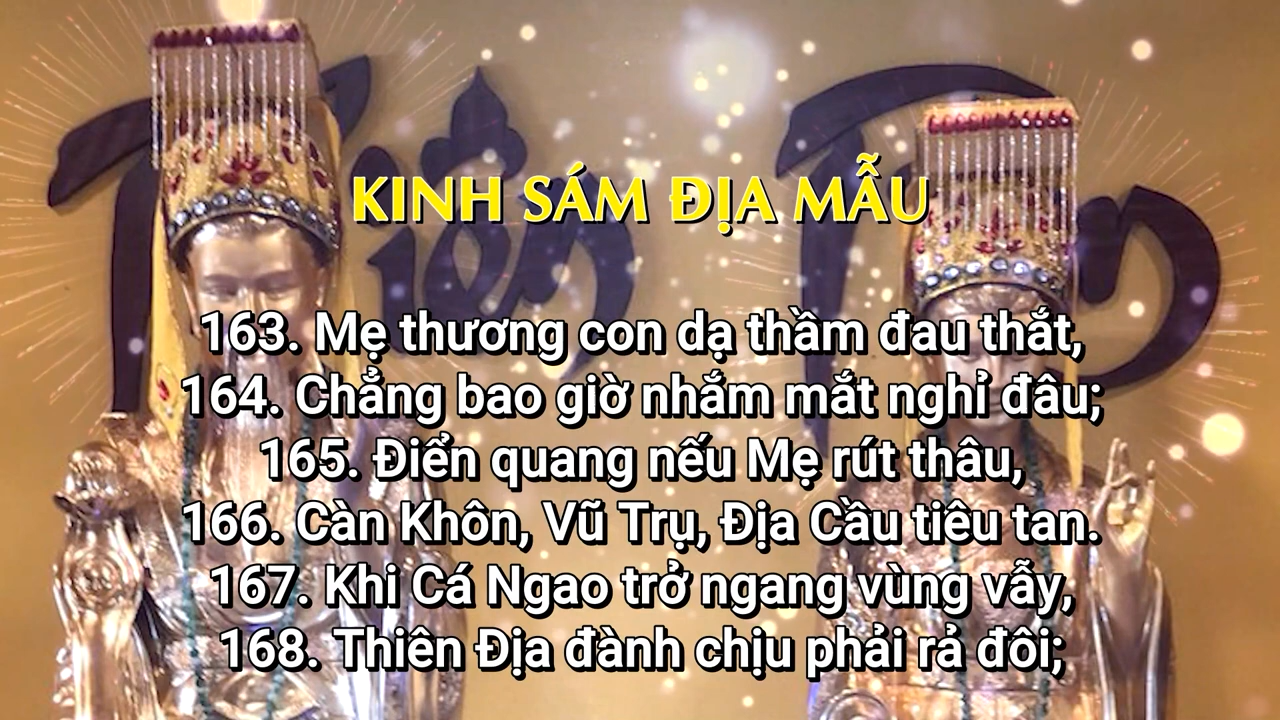 KINH SÁM ĐỊA MẪU
163. Mẹ thương con dạ thầm đau thắt,
164. Chẳng bao giờ nhắm mắt nghỉ đâu;
165. Điển quang nếu Mẹ rút thâu,
166. Càn Khôn, Vũ Trụ, Địa Cầu tiêu tan.
167. Khi Cá Ngao trở ngang vùng vẫy,
168. Thiên Địa đành chịu phải rả đôi;